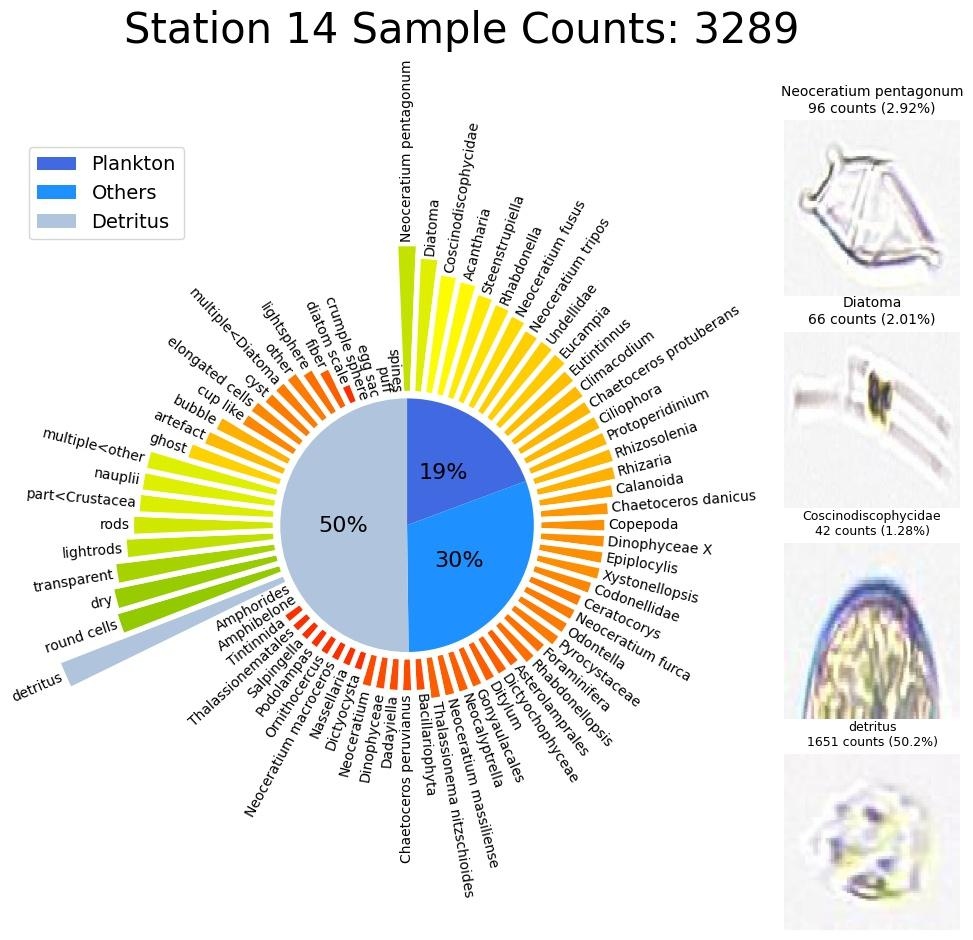 Station 14 Sample Counts: 3289
Plankton
Others
Detritus
Neoceratium pentagonum
Diatoma
Coscinodiscophycidae
Acantharia
Steenstrupiella
Rhabdonella
Neoceratium fusus
Neoceratium tripos
Undellidae
Eucampia
Eutintinnus
Climacodium
Chaetoceros protuberans
Ciliophora
Protoperidinium
Rhizosolenia
Rhizaria
Calanoida
Chaetoceros danicus
Copepoda
Dinophyceae X
Epiplocylis
Xystonellopsis
Codonellidae
Ceratocorys
Neoceratium furca
Odontella
Pyrocystaceae
Foraminifera
Rhabdonellopsis
Asterolamprales
Dictyochophyceae
Ditylum
Gonyaulacales
Neocalyptrella
Neoceratium massiliense
Thalassionema nitzschioides
Bacillariophyta
Chaetoceros peruvianus
Dadayiella
Dinophyceae
Neoceratium
Dictyocysta
Nassellaria
Neoceratium macroceros
Ornithocercus
Podolampas
Salpingella
Thalassionematales
Tintinnida
Amphibelone
Amphorides
detritus
round cells
dry
transparent
lightrods
rods
part<Crustacea
nauplii
multiple<other
ghost
artefact
bubble
cup like
elongated cells
cyst
multiple<Diatoma
other
lightsphere
fiber
diatom scale
crumple sphere
egg sac
puff
spines
19%
30%
50%
Neoceratium pentagonum
96 counts (2.92%)
Diatoma
66 counts (2.01%)
Coscinodiscophycidae
42 counts (1.28%)
detritus
1651 counts (50.2%)